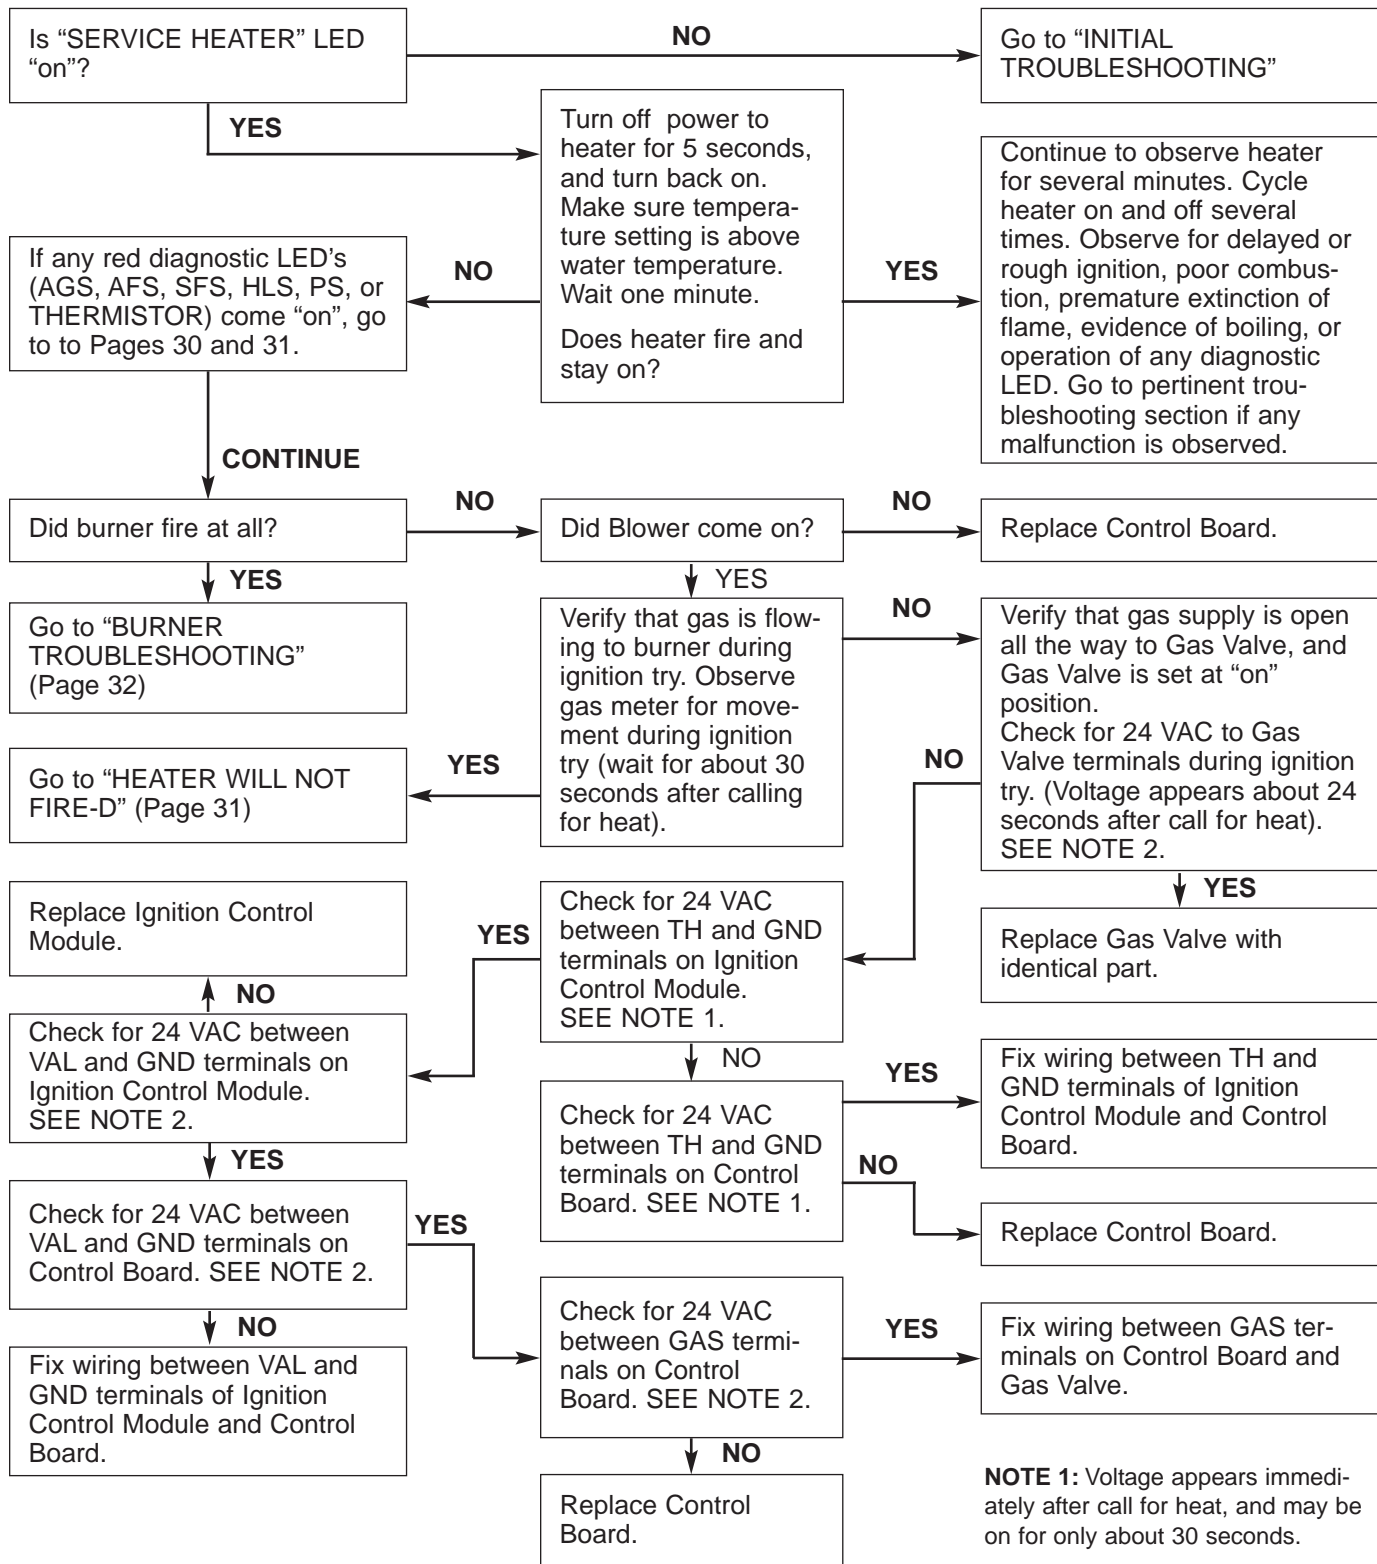 Is “SERVICE HEATER” LED
“on”?
NO
Go to “INITIAL
TROUBLESHOOTING”
YES
Turn off  power to
heater for 5 seconds,
and turn back on.
Make sure tempera-
ture setting is above
water temperature.
Wait one minute.
Does heater fire and
stay on?
YES
Continue to observe heater
for several minutes. Cycle
heater on and off several
times. Observe for delayed or
rough ignition, poor combus-
tion, premature extinction of
flame, evidence of boiling, or
operation of any diagnostic
LED. Go to pertinent trou-
bleshooting section if any
malfunction is observed.
NO
If any red diagnostic LED’s
(AGS, AFS, SFS, HLS, PS, or
THERMISTOR) come “on”, go
to to Pages 30 and 31.
CONTINUE
Did burner fire at all?
NO
Did Blower come on?
NO
Replace Control Board.
YES
Go to “BURNER
TROUBLESHOOTING”
(Page 32)
YES
Verify that gas is flow-
ing to burner during
ignition try. Observe
gas meter for move-
ment during ignition
try (wait for about 30
seconds after calling
for heat).
NO
Verify that gas supply is open
all the way to Gas Valve, and
Gas Valve is set at “on”
position.
Check for 24 VAC to Gas
Valve terminals during ignition
try. (Voltage appears about 24
seconds after call for heat).
SEE NOTE 2.
YES
Go to “HEATER WILL NOT
FIRE-D” (Page 31)
NO
YES
Replace Gas Valve with
identical part.
Check for 24 VAC
between TH and GND
terminals on Ignition
Control Module.
SEE NOTE 1.
YES
Replace Ignition Control
Module.
NO
Check for 24 VAC between
VAL and GND terminals on
Ignition Control Module.
SEE NOTE 2.
NO
Check for 24 VAC
between TH and GND
terminals on Control
Board. SEE NOTE 1.
YES
Fix wiring between TH and
GND terminals of Ignition
Control Module and Control
Board.
NO
Replace Control Board.
YES
Check for 24 VAC between
VAL and GND terminals on
Control Board. SEE NOTE 2.
YES
Check for 24 VAC
between GAS termi-
nals on Control
Board. SEE NOTE 2.
YES
Fix wiring between GAS ter-
minals on Control Board and
Gas Valve.
NO
Fix wiring between VAL and
GND terminals of Ignition
Control Module and Control
Board.
NO
Replace Control
Board.
NOTE 1: Voltage appears immedi-
ately after call for heat, and may be
on for only about 30 seconds.